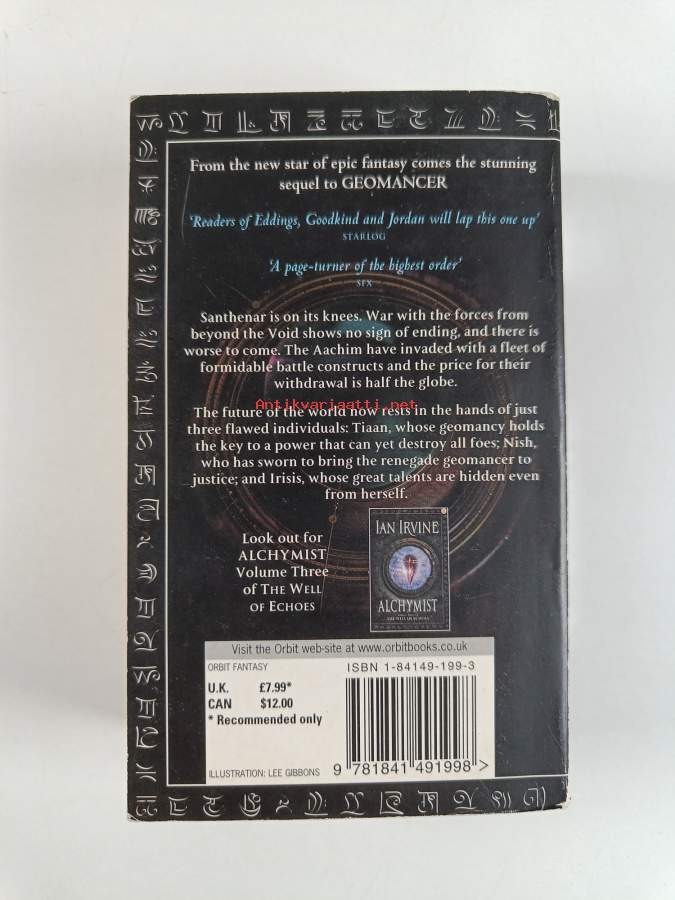 From the new star of epic fantasy comes the stunning
sequel to GEOMANCER
'Readers of Eddings, Goodkind and Jordan will lap this one up'
STARLOG
'A page-turner of the highest order'
SFX
Santhenar is on its knees. War with the forces from
beyond the Void shows no sign of ending, and there is
worse to come. The Aachim have invaded with a fleet of
formidable battle constructs and the price for their
withdrawal is half the globe.
Antikvariaatti.net
The future of the world now rests in the hands of just
three flawed individuals: Tiaan, whose geomancy holds
the key to a power that can yet destroy all foes; Nish,
who has sworn to bring the renegade geomancer to
justice; and Irisis, whose great talents are hidden even
from herself.
Look out for
ALCHYMIST
Volume Three
of THE WELL
OF ECHOES
IAN IRVINE
ALCHYMIST
Visit the Orbit web-site at www.orbitbooks.co.uk
ORBIT FANTASY
U.K. £7.99*
CAN $12.00
* Recommended only
ILLUSTRATION: LEE GIBBONS
ISBN 1-84149-199-3
9 781841 491998 >